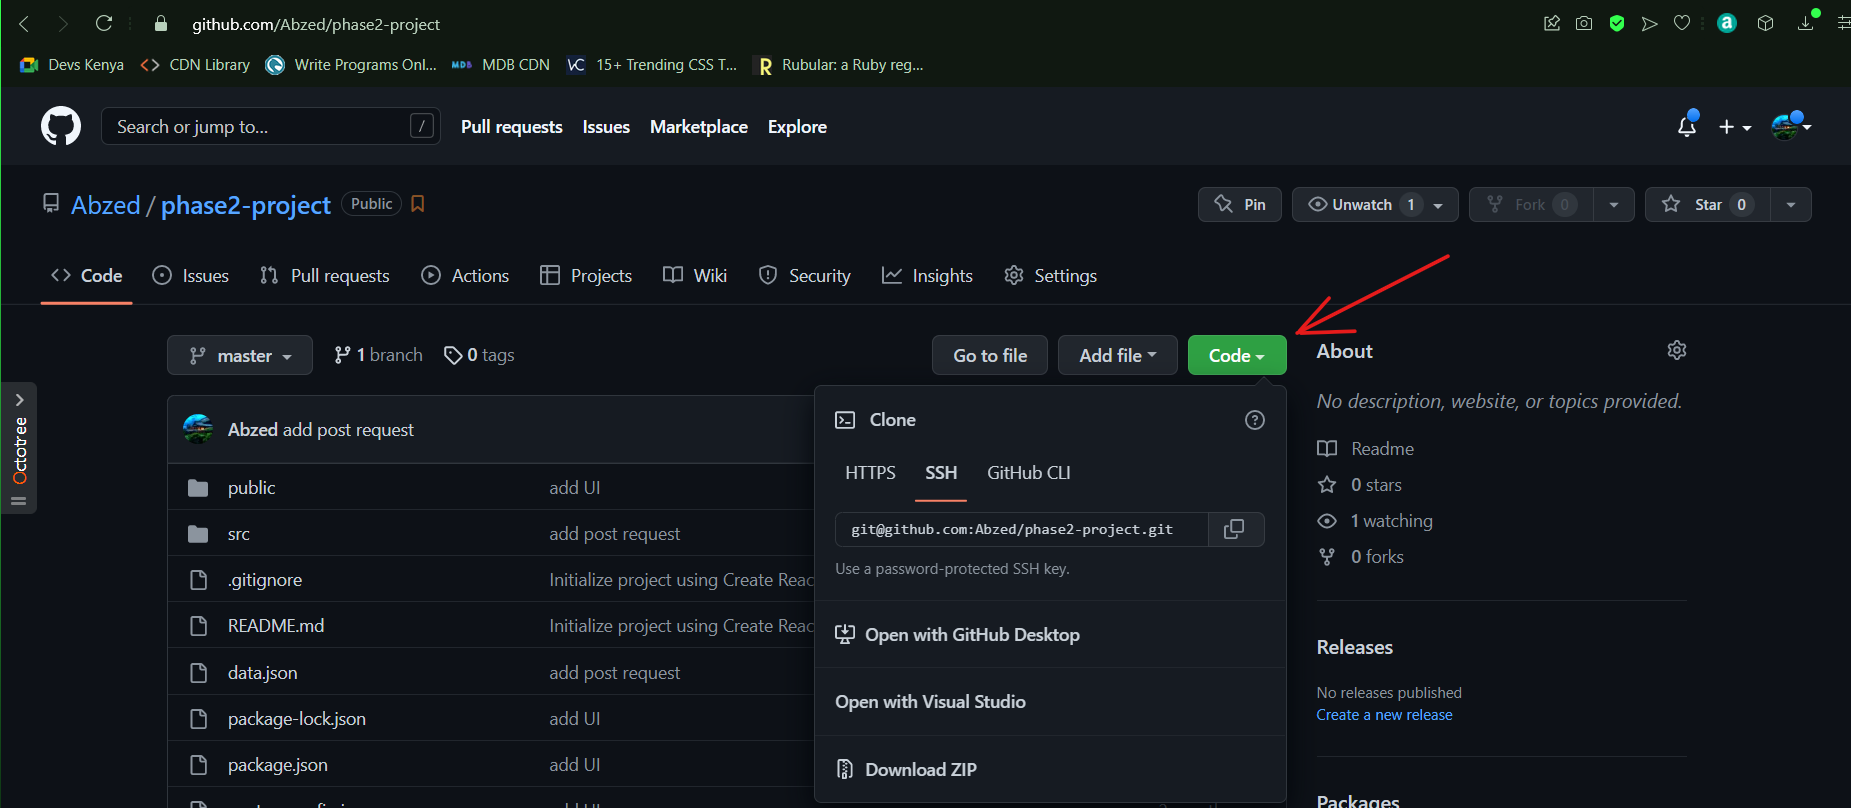 github.com/Abzed/phase2-project
Devs Kenya CDN Library Write Programs Onl... MDB MDB CDN VC 15+ Trending CSS T... R Rubular: a Ruby reg...
Search or jump to... / Pull requests Issues Marketplace Explore
Abzed / phase2-project Public Pin Unwatch 1 Fork 0 Star 0
Code Issues Pull requests Actions Projects Wiki Security Insights Settings
master 1 branch 0 tags Go to file Add file Code
About
No description, website, or topics provided.
Readme
0 stars
1 watching
0 forks
Releases
No releases published
Create a new release
Packages
Octotree
Abzed add post request
public add UI
src add post request
.gitignore Initialize project using Create Reac
README.md Initialize project using Create Reac
data.json add post request
package-lock.json add UI
package.json add UI
Clone
HTTPS SSH GitHub CLI
git@github.com:Abzed/phase2-project.git
Use a password-protected SSH key.
Open with GitHub Desktop
Open with Visual Studio
Download ZIP